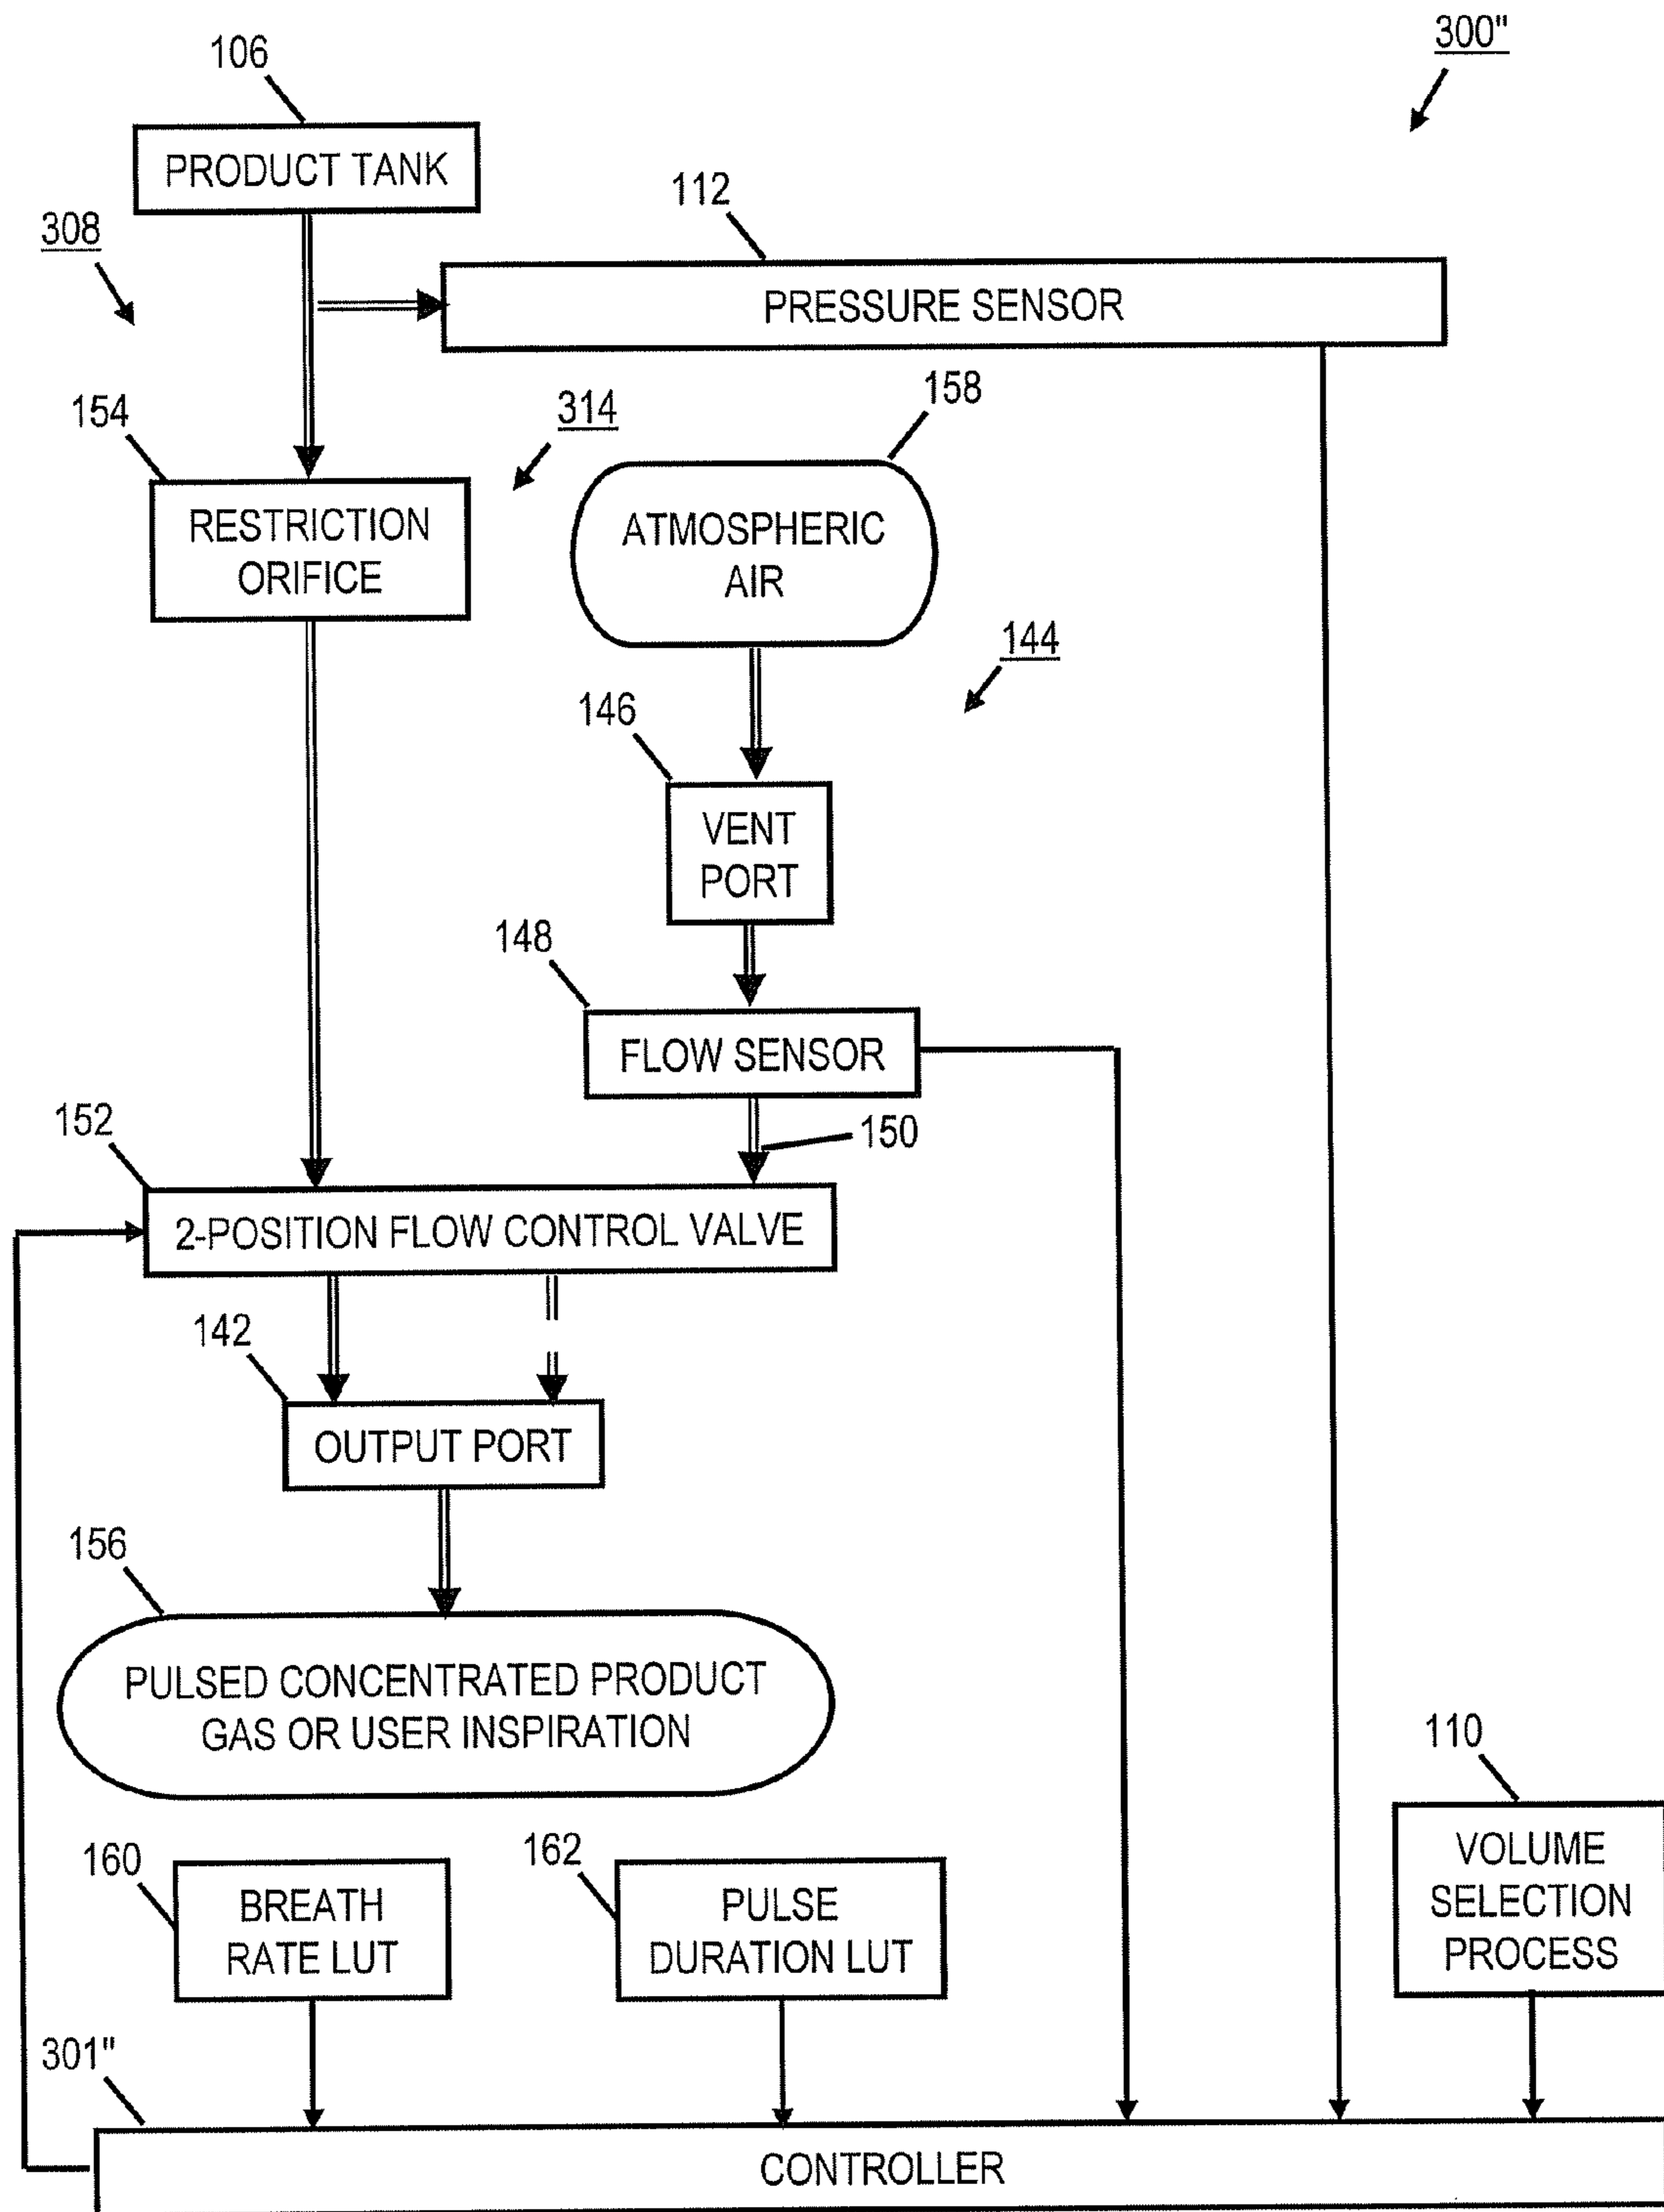 300"
106
PRODUCT TANK
112
308
PRESSURE SENSOR
158
154
314
RESTRICTION
ORIFICE
ATMOSPHERIC
AIR
144
146
VENT
PORT
148
FLOW SENSOR
152
150
2-POSITION FLOW CONTROL VALVE
142
OUTPUT PORT
156
PULSED CONCENTRATED PRODUCT
GAS OR USER INSPIRATION
110
VOLUME
SELECTION
PROCESS
160
BREATH
RATE LUT
162
PULSE
DURATION LUT
301"
CONTROLLER